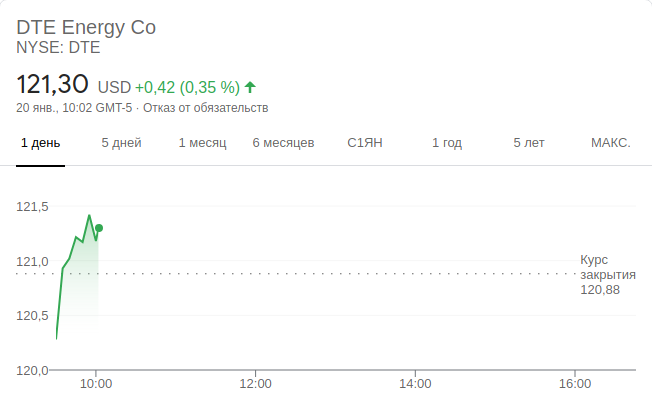 DTE Energy Co
NYSE: DTE
121,30 USD +0,42 (0,35 %)
20 янв., 10:02 GMT-5 · Отказ от обязательств
1 день 5 дней 1 месяц 6 месяцев С1ЯН 1 год 5 лет МАКС.
121,5
121,0
120,5
120,0
Курс
закрытия
120,88
10:00 12:00 14:00 16:00